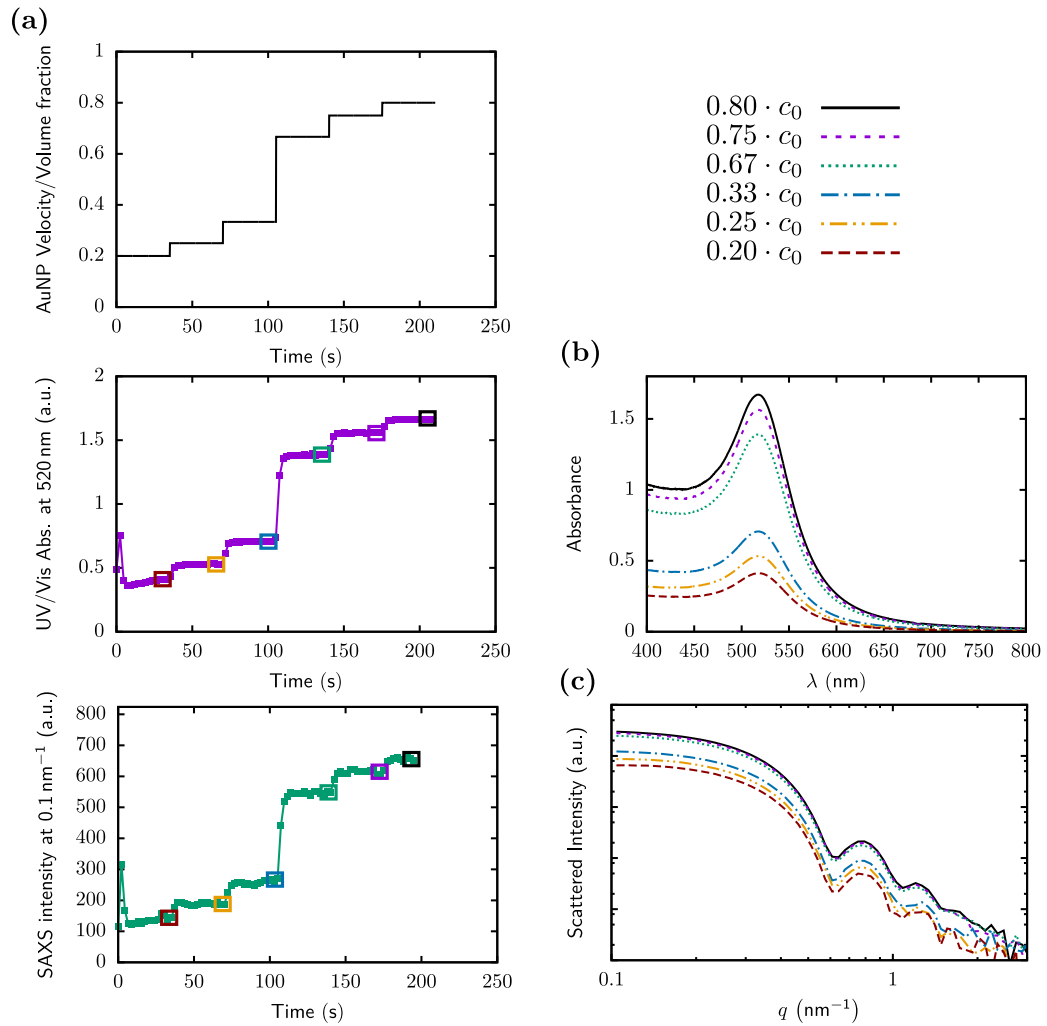 (a)
AuNP Velocity/Volume fraction
1
0.8
0.6
0.4
0.2
0
0 50 100 150 200 250
Time (s)
0.80 · c₀
0.75 · c₀
0.67 · c₀
0.33 · c₀
0.25 · c₀
0.20 · c₀
UV/Vis Abs. at 520 nm (a.u.)
2
1.5
1
0.5
0
0 50 100 150 200 250
Time (s)
(b)
Absorbance
1.5
1
0.5
0
400 450 500 550 600 650 700 750 800
λ (nm)
SAXS intensity at 0.1 nm⁻¹ (a.u.)
800
700
600
500
400
300
200
100
0
0 50 100 150 200 250
Time (s)
(c)
Scattered Intensity (a.u.)
0.1 1
q (nm⁻¹)